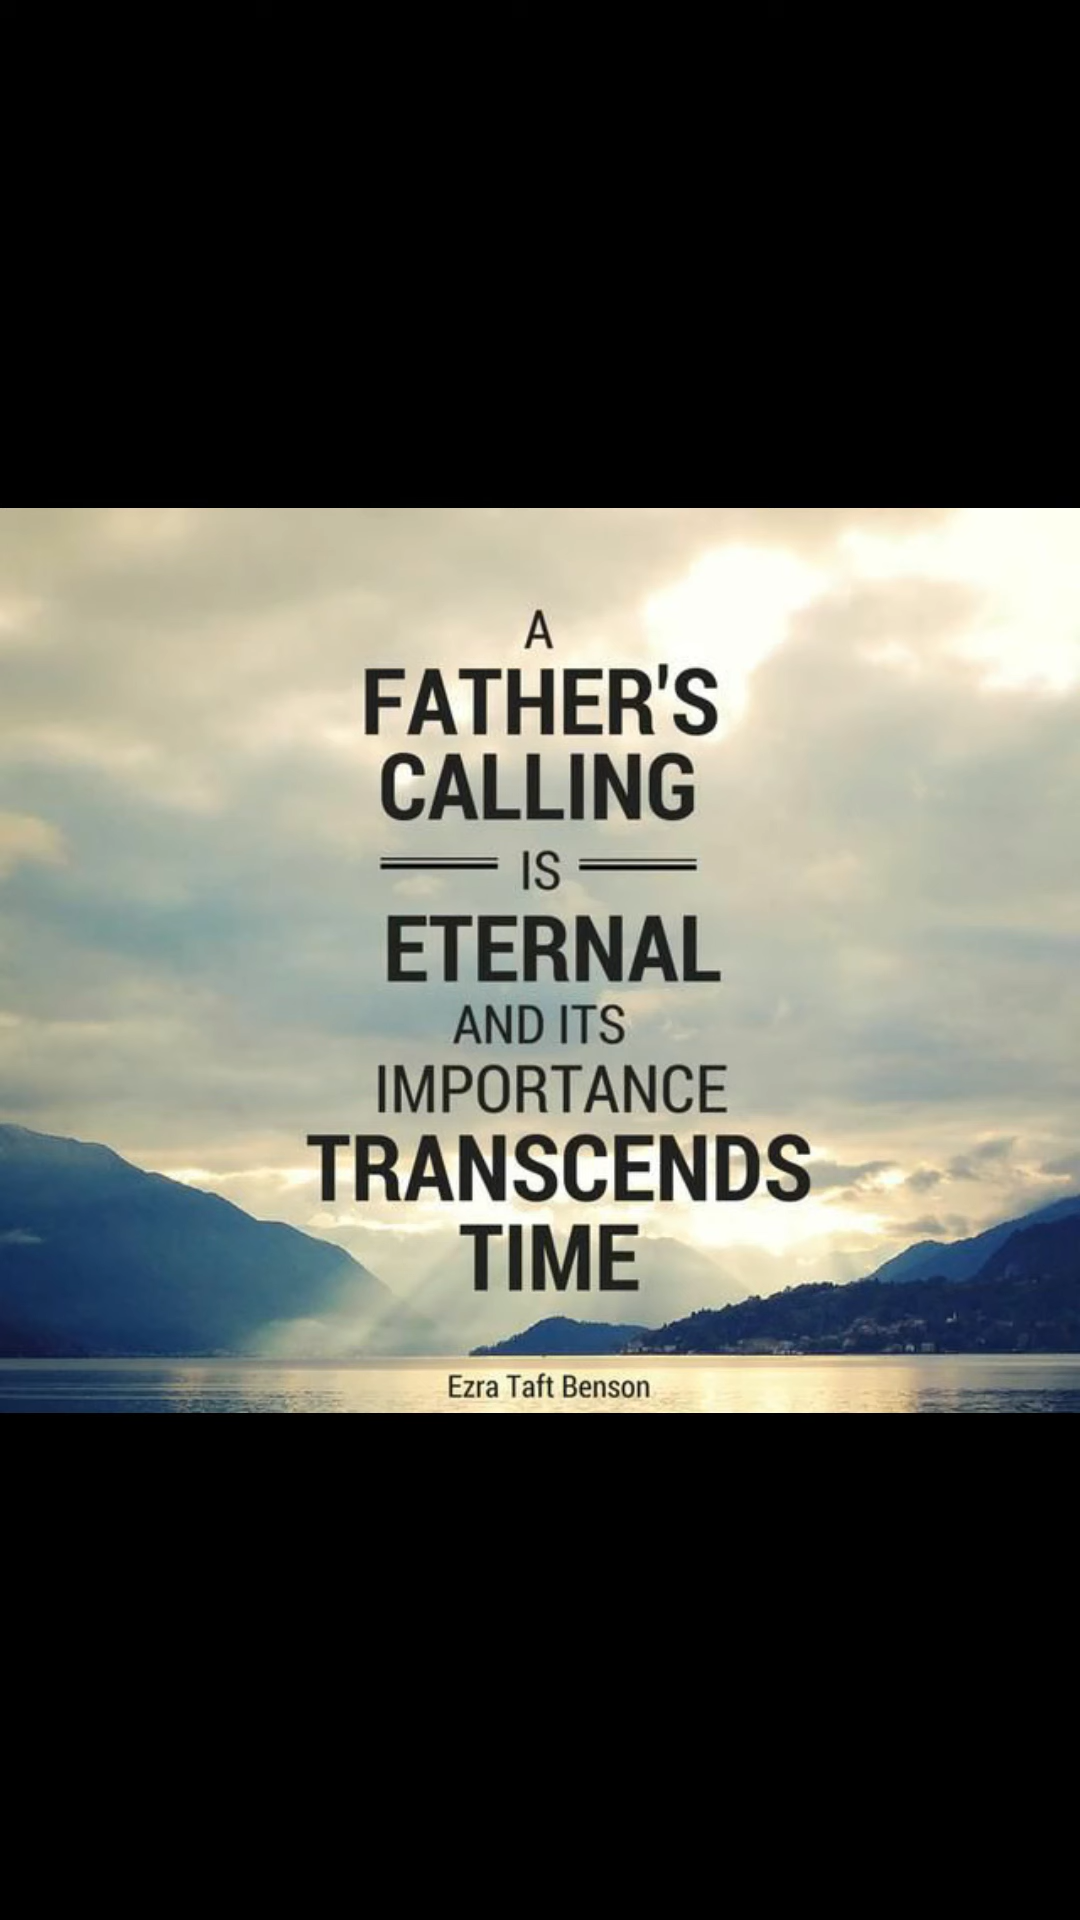 A
FATHER'S
CALLING
IS
ETERNAL
AND ITS
IMPORTANCE
TRANSCENDS
TIME
Ezra Taft Benson